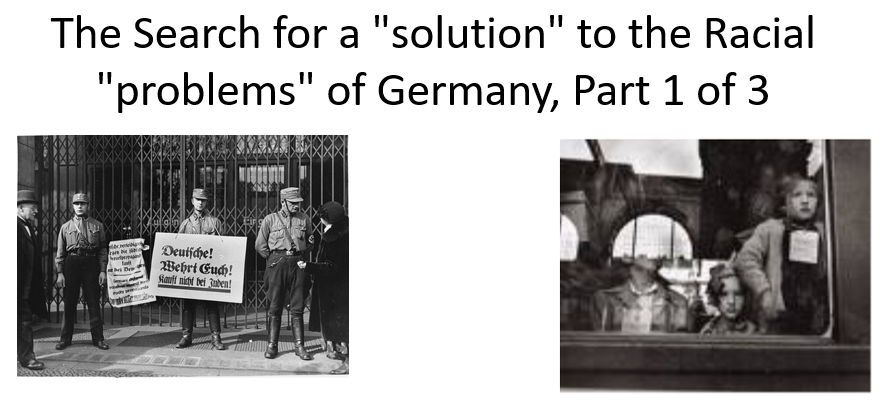 The Search for a "solution" to the Racial
"problems" of Germany, Part 1 of 3
Deutsche!
Wehrt Euch!
Kauft nicht bei Juden!